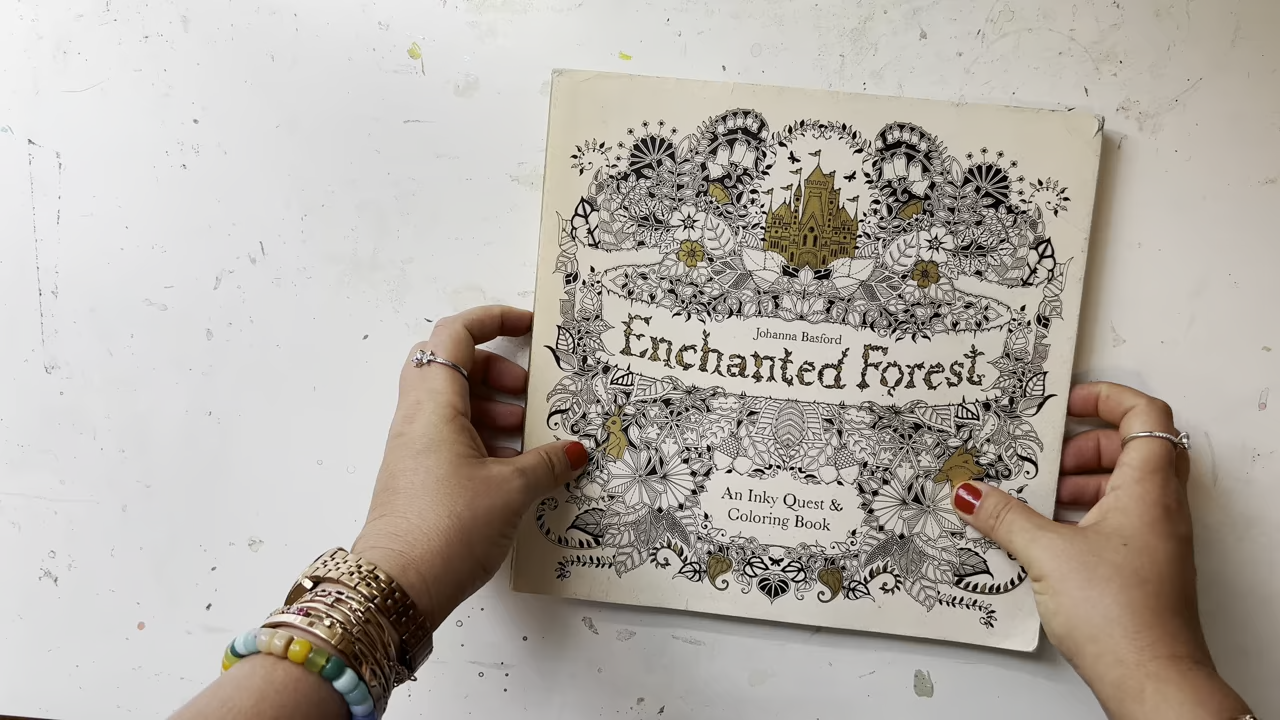 Johanna Basford
Enchanted Forest
An Inky Quest &
Coloring Book